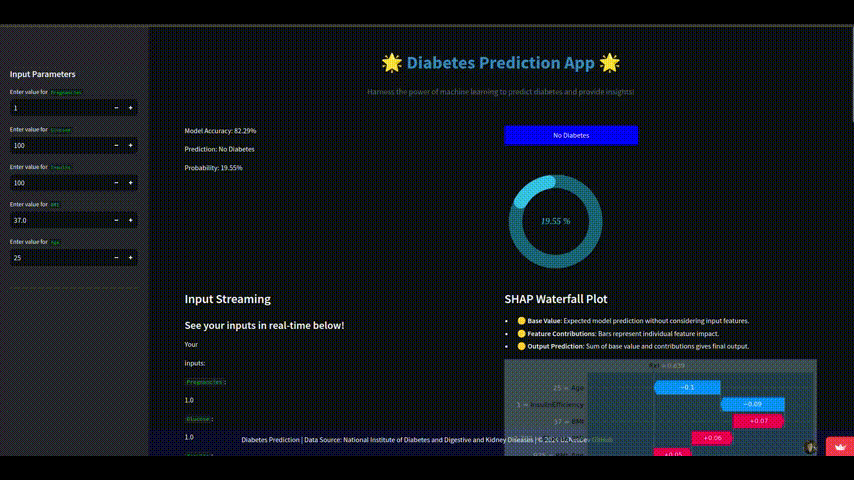 Input Parameters
Enter value for Pregnancies
1
Enter value for Glucose
100
Enter value for Insulin
100
Enter value for BMI
37.0
Enter value for Age
25
Diabetes Prediction App
Harness the power of machine learning to predict diabetes and provide insights!
Model Accuracy: 82.29%
Prediction: No Diabetes
Probability: 19.55%
No Diabetes
19.55 %
Input Streaming
See your inputs in real-time below!
Your
inputs:
Pregnancies:
1.0
Glucose:
1.0
SHAP Waterfall Plot
Base Value: Expected model prediction without considering input features.
Feature Contributions: Bars represent individual feature impact.
Output Prediction: Sum of base value and contributions gives final output.
= 0.639
25 = Age
−0.1
1 = InsulinEfficiency
−0.09
37 = BMI
+0.07
+0.06
+0.05
Diabetes Prediction | Data Source: National Institute of Diabetes and Digestive and Kidney Diseases | © 2024